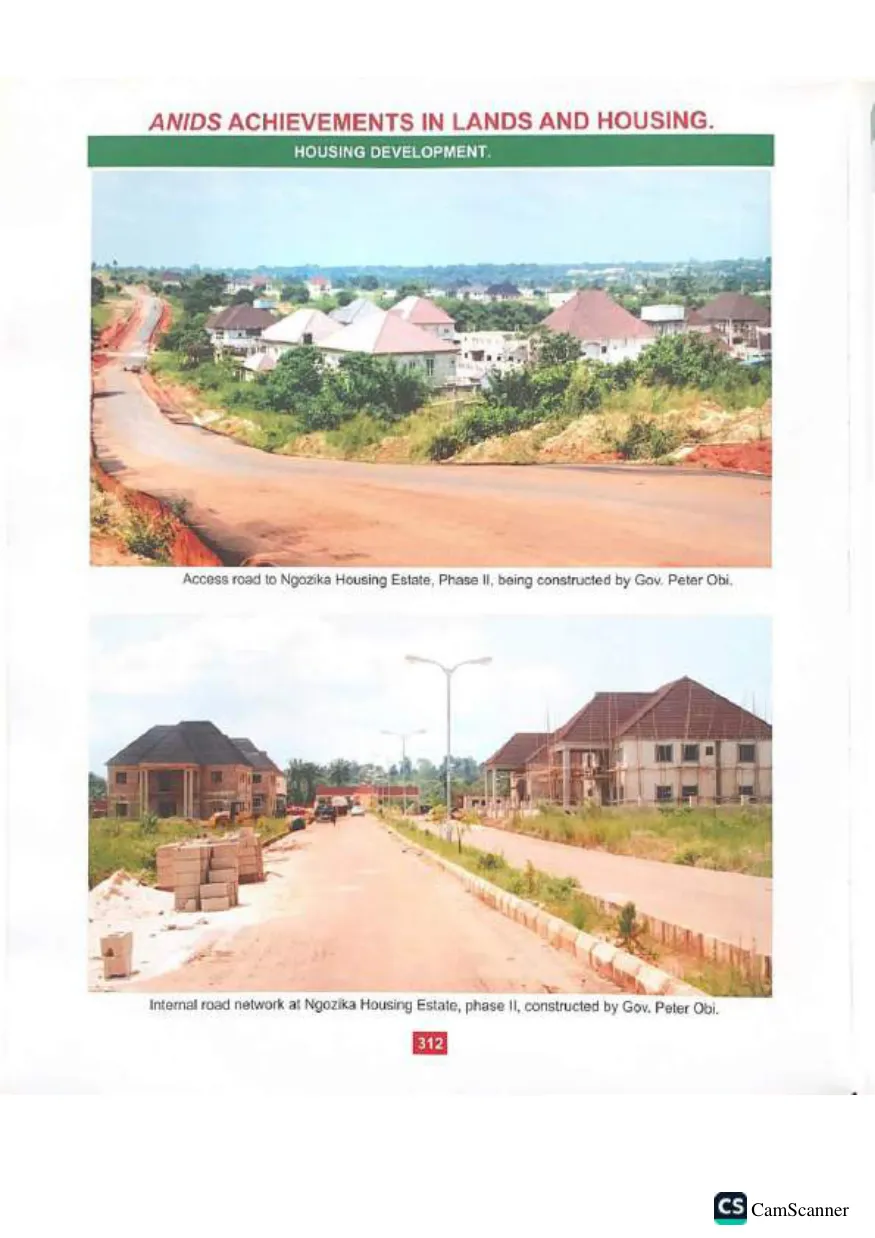 ANIDS ACHIEVEMENTS IN LANDS AND HOUSING.
HOUSING DEVELOPMENT.
Access road to Ngozika Housing Estate, Phase II, being constructed by Gov. Peter Obi.
Internal road network at Ngozika Housing Estate, phase II, constructed by Gov. Peter Obi.
312
CS CamScanner